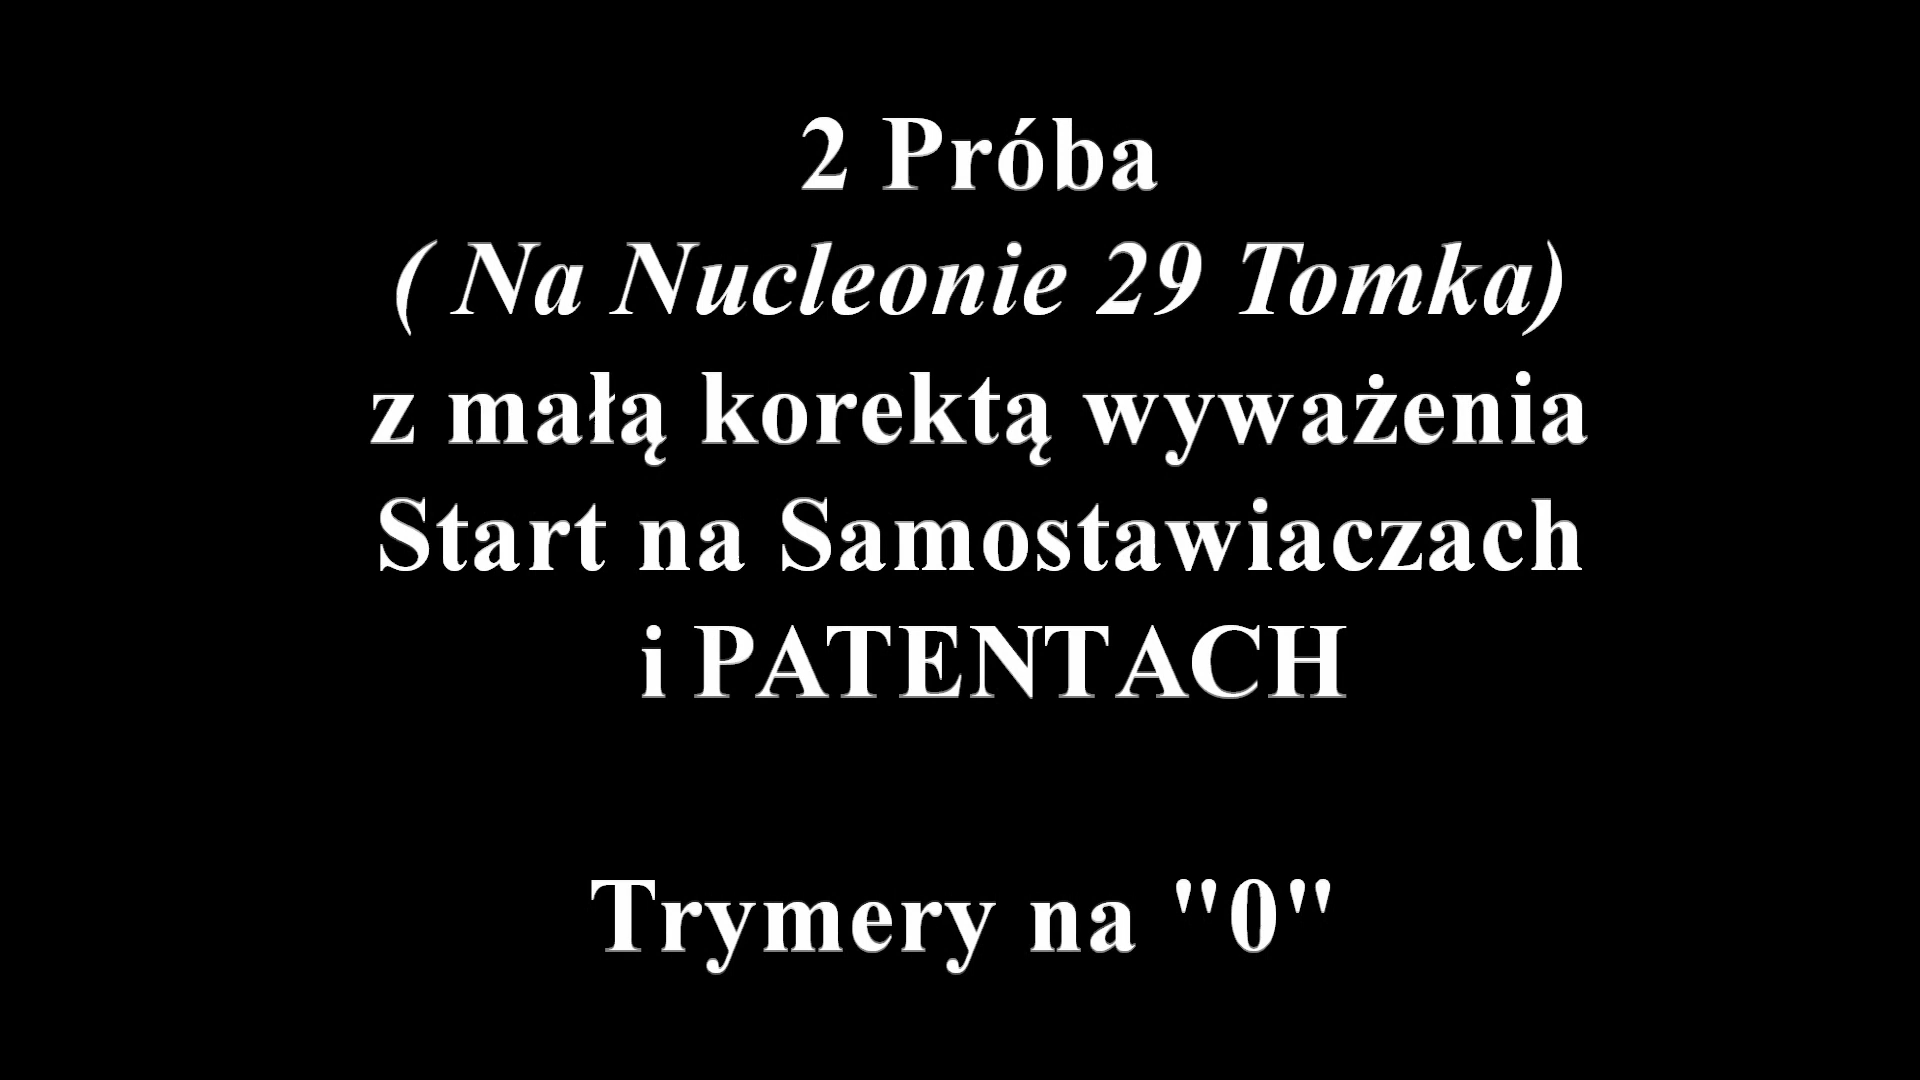 2 Próba
( Na Nucleonie 29 Tomka)
z małą korektą wyważenia
Start na Samostawiaczach
i PATENTACH
Trymery na "0"